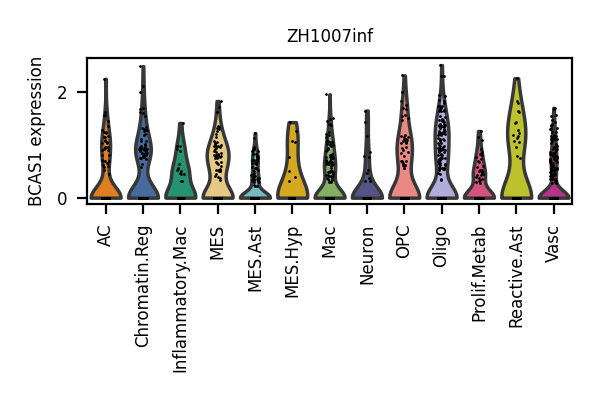 ZH1007inf
BCAS1 expression
2
0
AC
Chromatin.Reg
Inflammatory.Mac
MES
MES.Ast
MES.Hyp
Mac
Neuron
OPC
Oligo
Prolif.Metab
Reactive.Ast
Vasc